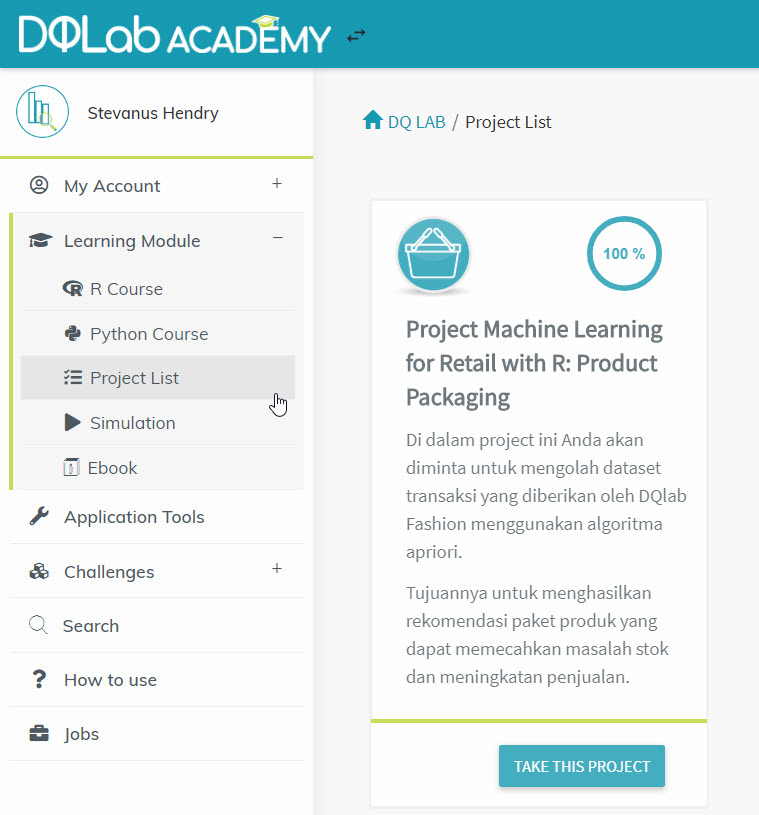 DQLab ACADEMY
Stevanus Hendry
My Account +
Learning Module −
R Course
Python Course
Project List
Simulation
Ebook
Application Tools
Challenges +
Search
How to use
Jobs
DQ LAB / Project List
100 %
Project Machine Learning
for Retail with R: Product
Packaging
Di dalam project ini Anda akan
diminta untuk mengolah dataset
transaksi yang diberikan oleh DQlab
Fashion menggunakan algoritma
apriori.
Tujuannya untuk menghasilkan
rekomendasi paket produk yang
dapat memecahkan masalah stok
dan meningkatan penjualan.
TAKE THIS PROJECT